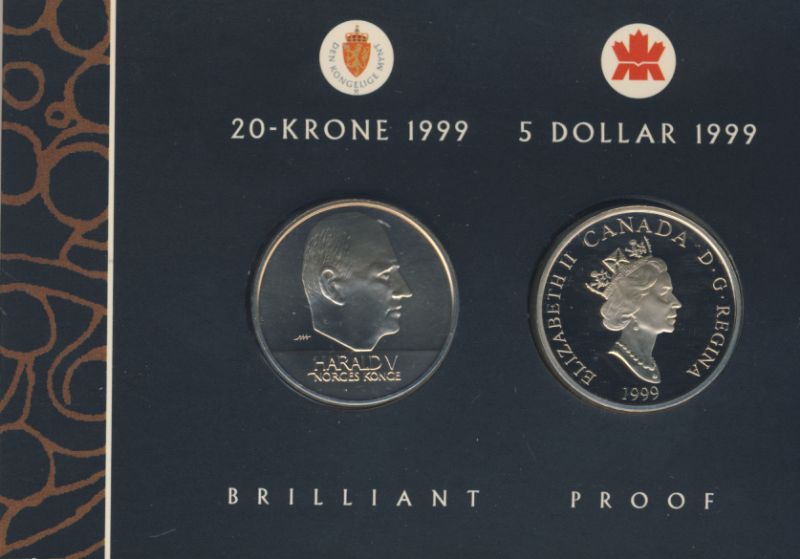 DEN KONGELIGE MYNT
20-KRONE 1999
5 DOLLAR 1999
HARALD V
NORGES KONGE
ELIZABETH II CANADA · D · G · REGINA
1999
BRILLIANT
PROOF